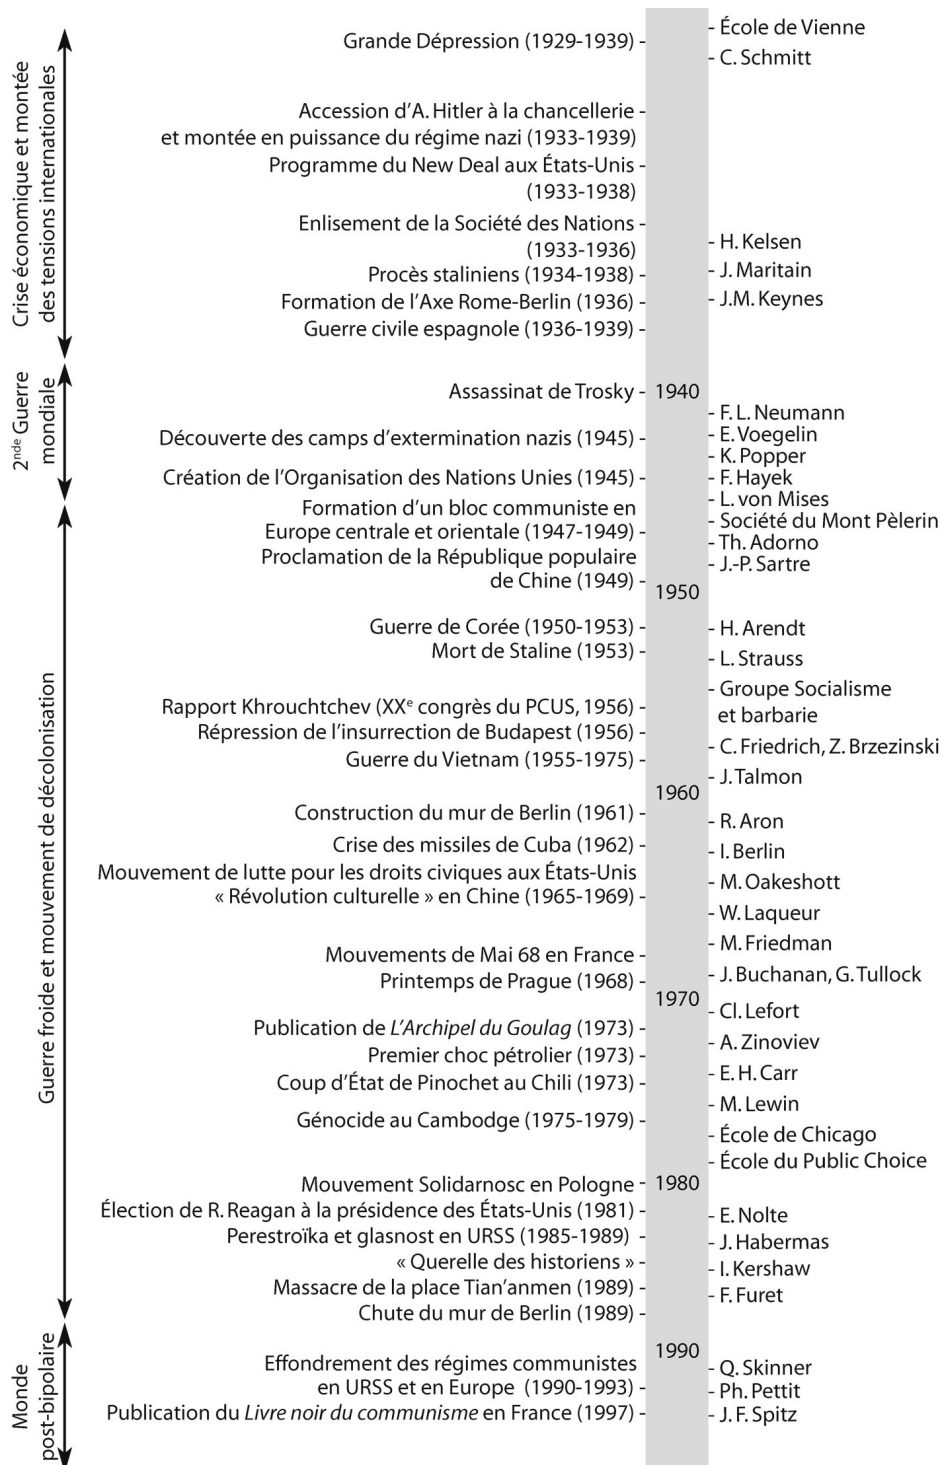 Crise économique et montée
des tensions internationales
2nde Guerre
mondiale
Guerre froide et mouvement de décolonisation
Monde
post-bipolaire
Grande Dépression (1929-1939)
Accession d'A. Hitler à la chancellerie
et montée en puissance du régime nazi (1933-1939)
Programme du New Deal aux États-Unis
(1933-1938)
Enlisement de la Société des Nations
(1933-1936)
Procès staliniens (1934-1938)
Formation de l'Axe Rome-Berlin (1936)
Guerre civile espagnole (1936-1939)
Assassinat de Trosky
Découverte des camps d'extermination nazis (1945)
Création de l'Organisation des Nations Unies (1945)
Formation d'un bloc communiste en
Europe centrale et orientale (1947-1949)
Proclamation de la République populaire
de Chine (1949)
Guerre de Corée (1950-1953)
Mort de Staline (1953)
Rapport Khrouchtchev (XXe congrès du PCUS, 1956)
Répression de l'insurrection de Budapest (1956)
Guerre du Vietnam (1955-1975)
Construction du mur de Berlin (1961)
Crise des missiles de Cuba (1962)
Mouvement de lutte pour les droits civiques aux États-Unis
« Révolution culturelle » en Chine (1965-1969)
Mouvements de Mai 68 en France
Printemps de Prague (1968)
Publication de L'Archipel du Goulag (1973)
Premier choc pétrolier (1973)
Coup d'État de Pinochet au Chili (1973)
Génocide au Cambodge (1975-1979)
Mouvement Solidarnosc en Pologne
Élection de R. Reagan à la présidence des États-Unis (1981)
Perestroïka et glasnost en URSS (1985-1989)
« Querelle des historiens »
Massacre de la place Tian'anmen (1989)
Chute du mur de Berlin (1989)
Effondrement des régimes communistes
en URSS et en Europe (1990-1993)
Publication du Livre noir du communisme en France (1997)
1940
1950
1960
1970
1980
1990
École de Vienne
C. Schmitt
H. Kelsen
J. Maritain
J.M. Keynes
F. L. Neumann
E. Voegelin
K. Popper
F. Hayek
L. von Mises
Société du Mont Pèlerin
Th. Adorno
J.-P. Sartre
H. Arendt
L. Strauss
Groupe Socialisme
et barbarie
C. Friedrich, Z. Brzezinski
J. Talmon
R. Aron
I. Berlin
M. Oakeshott
W. Laqueur
M. Friedman
J. Buchanan, G. Tullock
Cl. Lefort
A. Zinoviev
E. H. Carr
M. Lewin
École de Chicago
École du Public Choice
E. Nolte
J. Habermas
I. Kershaw
F. Furet
Q. Skinner
Ph. Pettit
J. F. Spitz